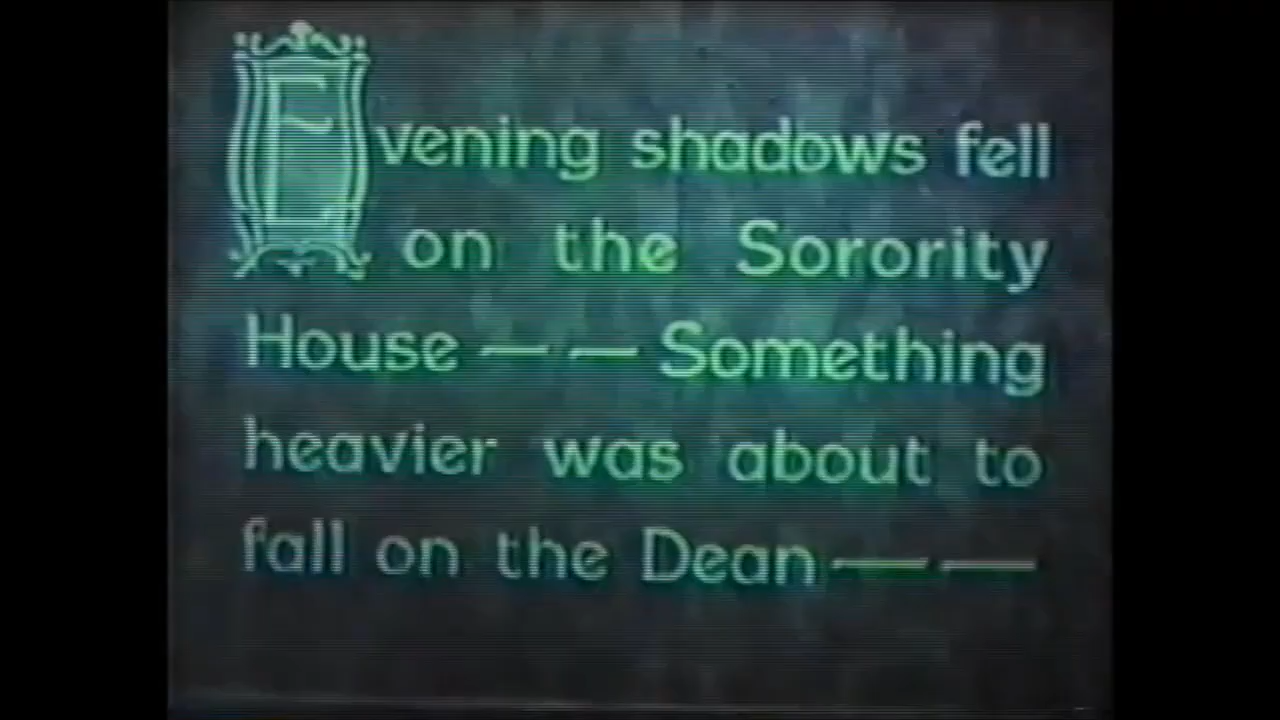 Evening shadows fell
on the Sorority
House — — Something
heavier was about to
fall on the Dean — —